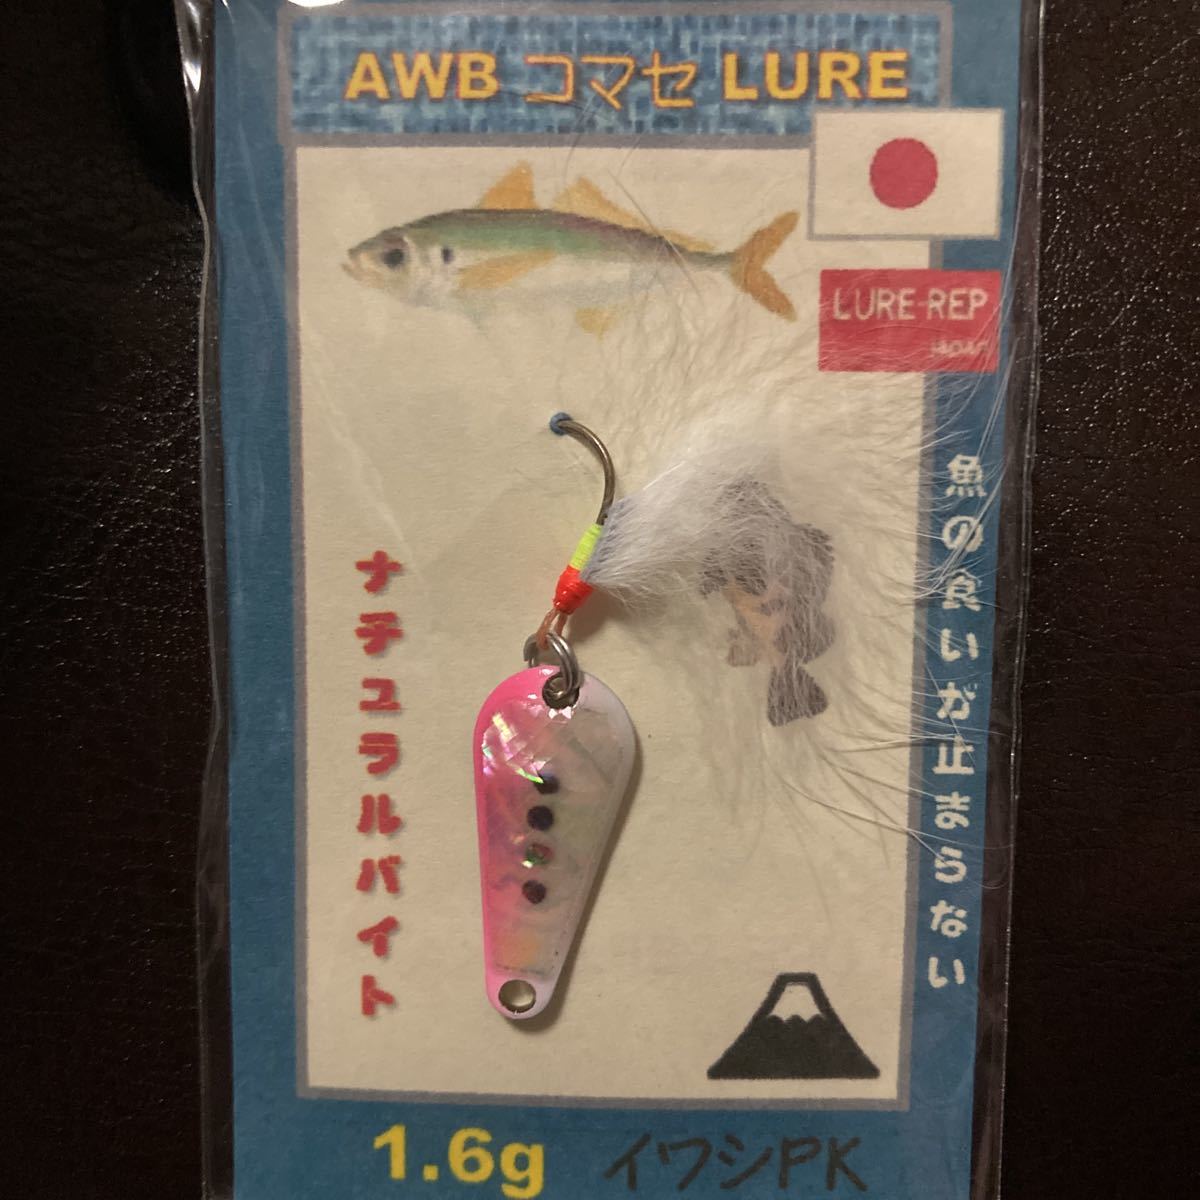 AWB コマセ LURE
LURE-REP
JAPAN
魚の食いが止まらない
ナチュラルバイト
1.6g イワシPK